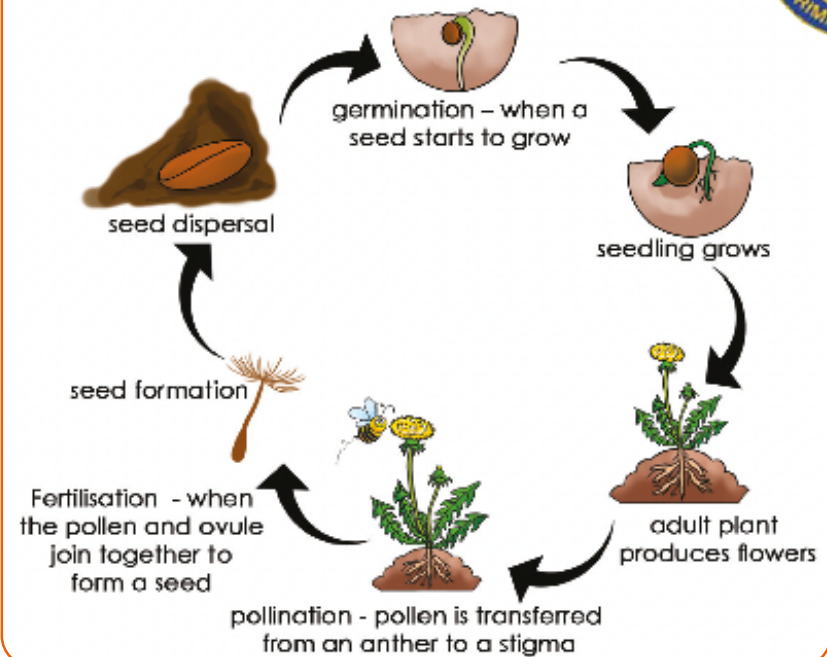 germination – when a
seed starts to grow
seedling grows
adult plant
produces flowers
pollination - pollen is transferred
from an anther to a stigma
Fertilisation - when
the pollen and ovule
join together to
form a seed
seed formation
seed dispersal